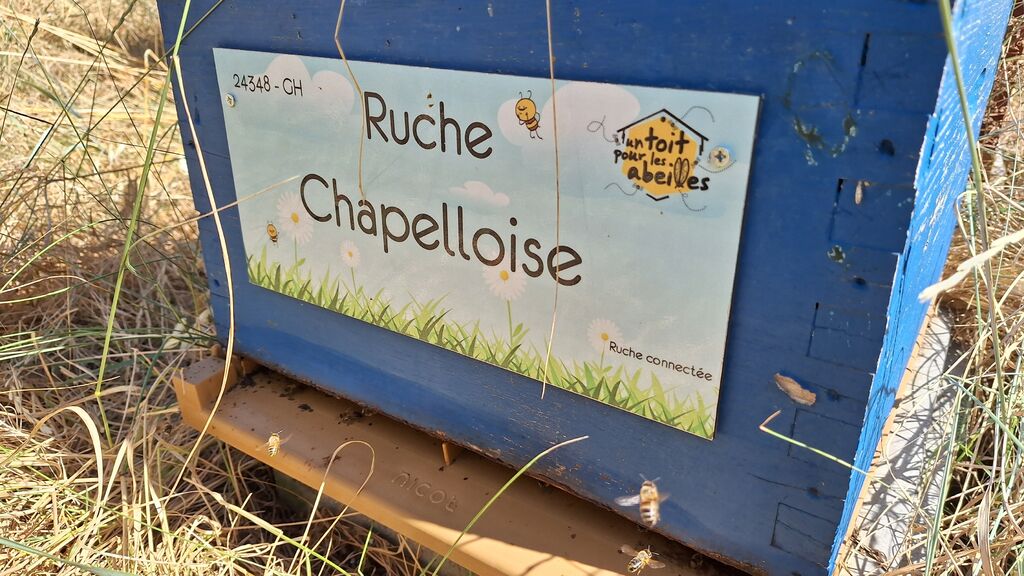 24348 - GH
Ruche
Chapelloise
un toit
pour les
abeilles
Ruche connectée
nicot